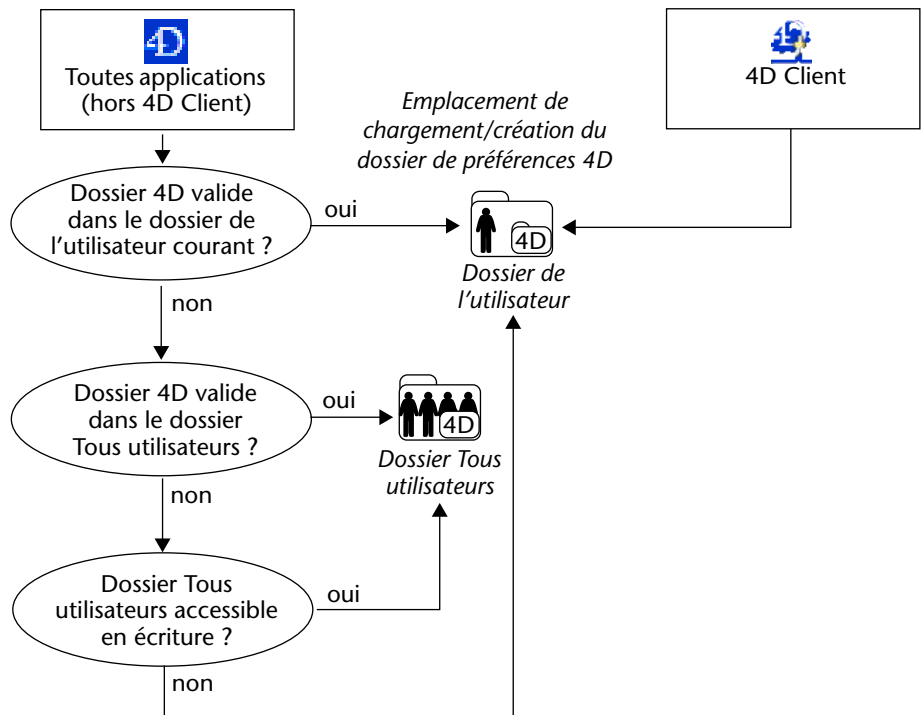 4D
Toutes applications
(hors 4D Client)
4D Client
Emplacement de
chargement/création du
dossier de préférences 4D
Dossier 4D valide
dans le dossier de
l'utilisateur courant ?
oui
4D
Dossier de
l'utilisateur
non
Dossier 4D valide
dans le dossier
Tous utilisateurs ?
oui
4D
Dossier Tous
utilisateurs
non
Dossier Tous
utilisateurs accessible
en écriture ?
oui
non